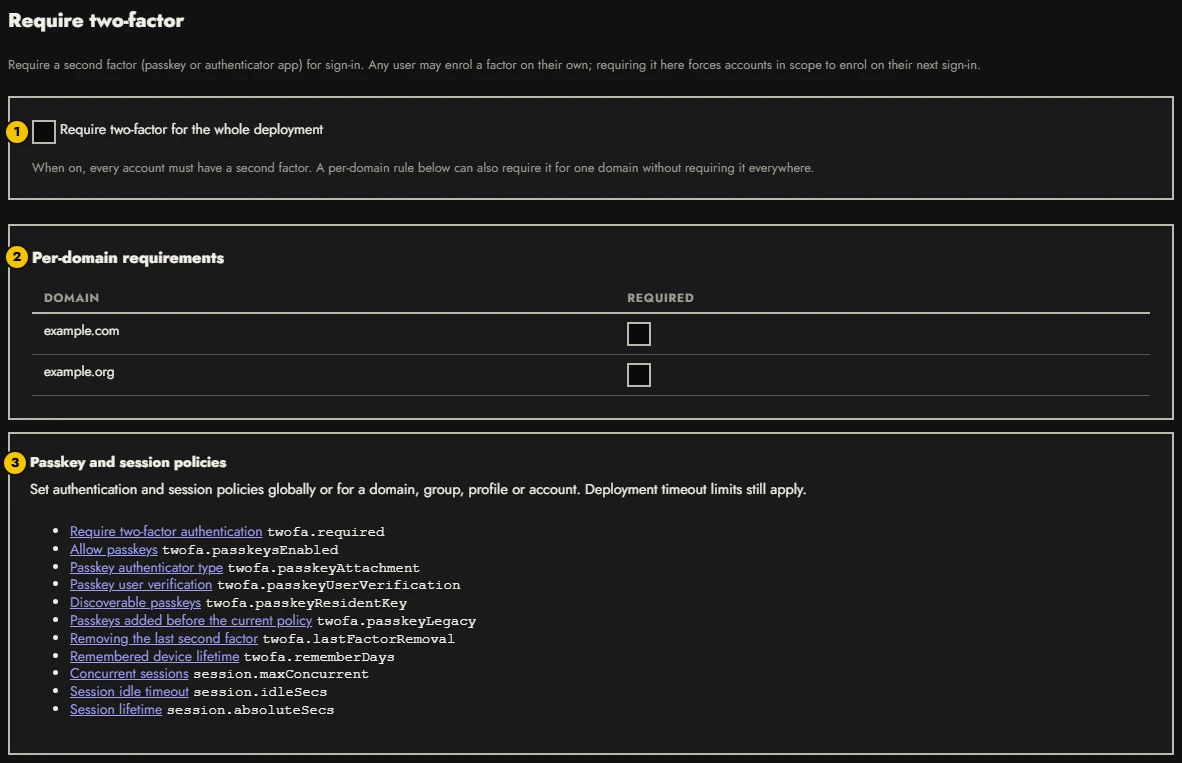 Require two-factor
Require a second factor (passkey or authenticator app) for sign-in. Any user may enrol a factor on their own; requiring it here forces accounts in scope to enrol on their next sign-in.
1 Require two-factor for the whole deployment
When on, every account must have a second factor. A per-domain rule below can also require it for one domain without requiring it everywhere.
2 Per-domain requirements
DOMAIN REQUIRED
example.com
example.org
3 Passkey and session policies
Set authentication and session policies globally or for a domain, group, profile or account. Deployment timeout limits still apply.
• Require two-factor authentication twofa.required
• Allow passkeys twofa.passkeysEnabled
• Passkey authenticator type twofa.passkeyAttachment
• Passkey user verification twofa.passkeyUserVerification
• Discoverable passkeys twofa.passkeyResidentKey
• Passkeys added before the current policy twofa.passkeyLegacy
• Removing the last second factor twofa.lastFactorRemoval
• Remembered device lifetime twofa.rememberDays
• Concurrent sessions session.maxConcurrent
• Session idle timeout session.idleSecs
• Session lifetime session.absoluteSecs